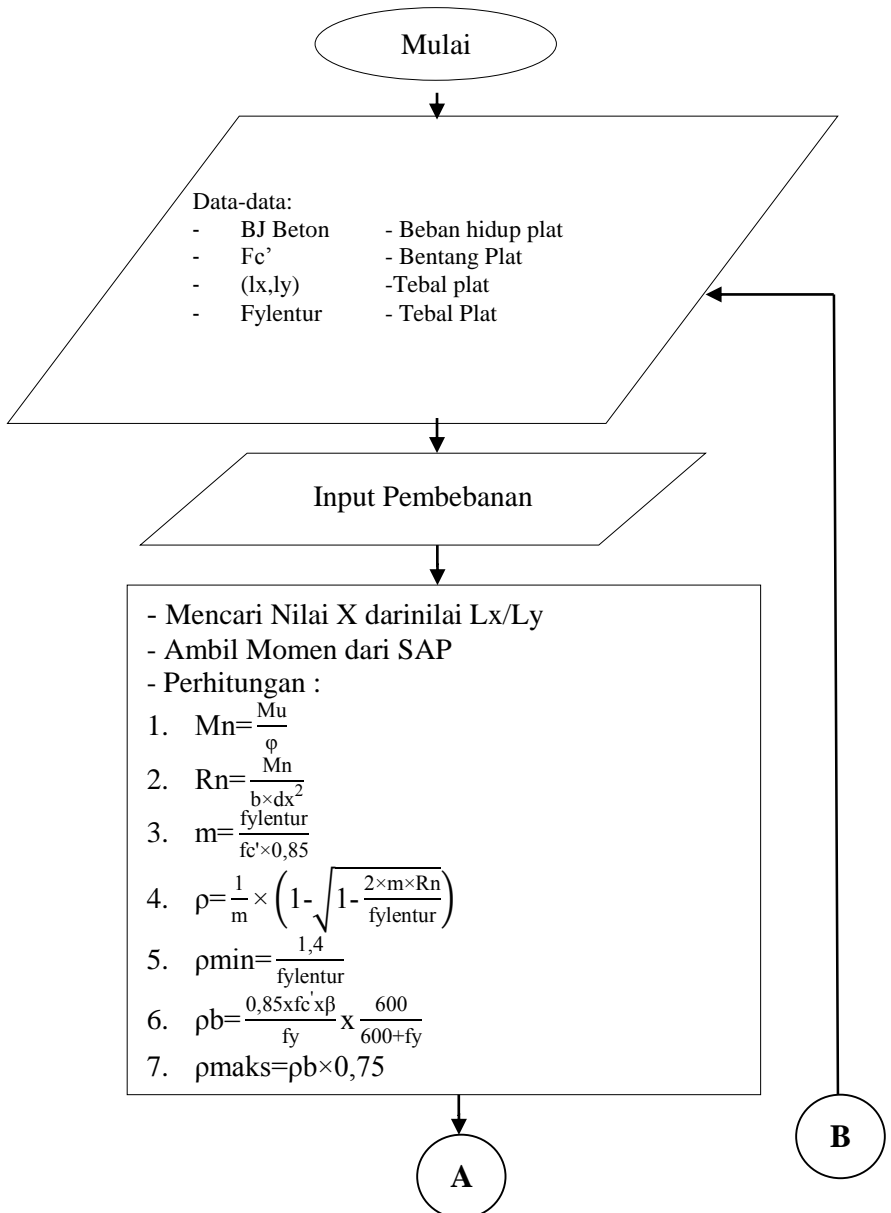 Mulai
Data-data:
- BJ Beton - Beban hidup plat
- Fc’ - Bentang Plat
- (lx,ly) -Tebal plat
- Fylentur - Tebal Plat
Input Pembebanan
- Mencari Nilai X darinilai Lx/Ly
- Ambil Momen dari SAP
- Perhitungan :
1. Mn=Mu/φ
2. Rn=Mn/b×dx²
3. m=fylentur/fc'×0,85
4. ρ=1/m×(1-√1-2×m×Rn/fylentur)
5. ρmin=1,4/fylentur
6. ρb=0,85xfc'xβ/fy x 600/600+fy
7. ρmaks=ρb×0,75
B
A